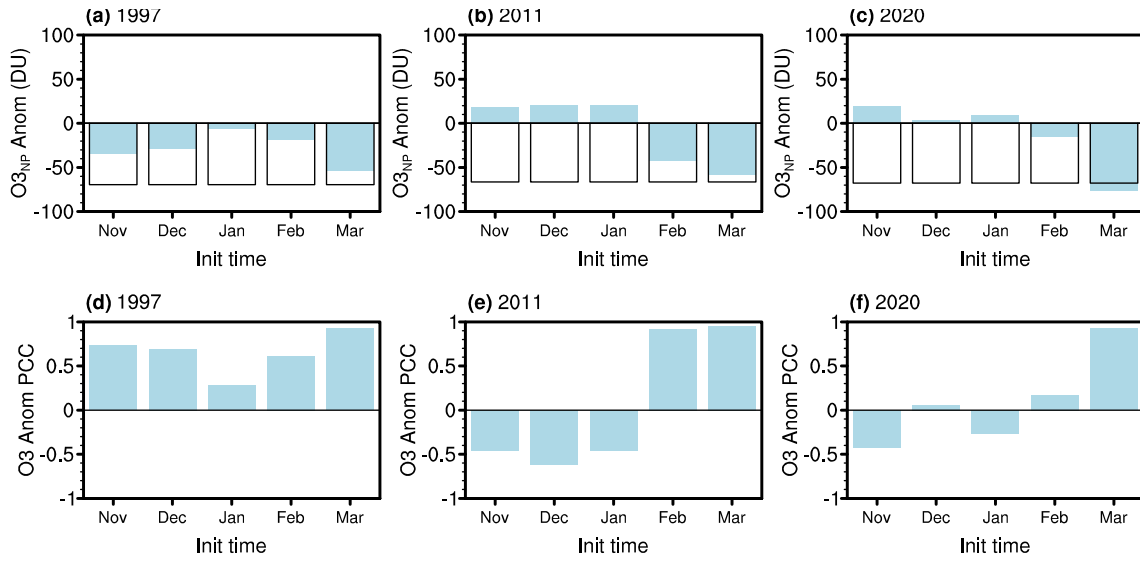 (a) 1997
(b) 2011
(c) 2020
O3NP Anom (DU)
100
50
0
-50
-100
Nov Dec Jan Feb Mar
Init time
O3NP Anom (DU)
100
50
0
-50
-100
Nov Dec Jan Feb Mar
Init time
O3NP Anom (DU)
100
50
0
-50
-100
Nov Dec Jan Feb Mar
Init time
(d) 1997
(e) 2011
(f) 2020
O3 Anom PCC
1
0.5
0
-0.5
-1
Nov Dec Jan Feb Mar
Init time
O3 Anom PCC
1
0.5
0
-0.5
-1
Nov Dec Jan Feb Mar
Init time
O3 Anom PCC
1
0.5
0
-0.5
-1
Nov Dec Jan Feb Mar
Init time